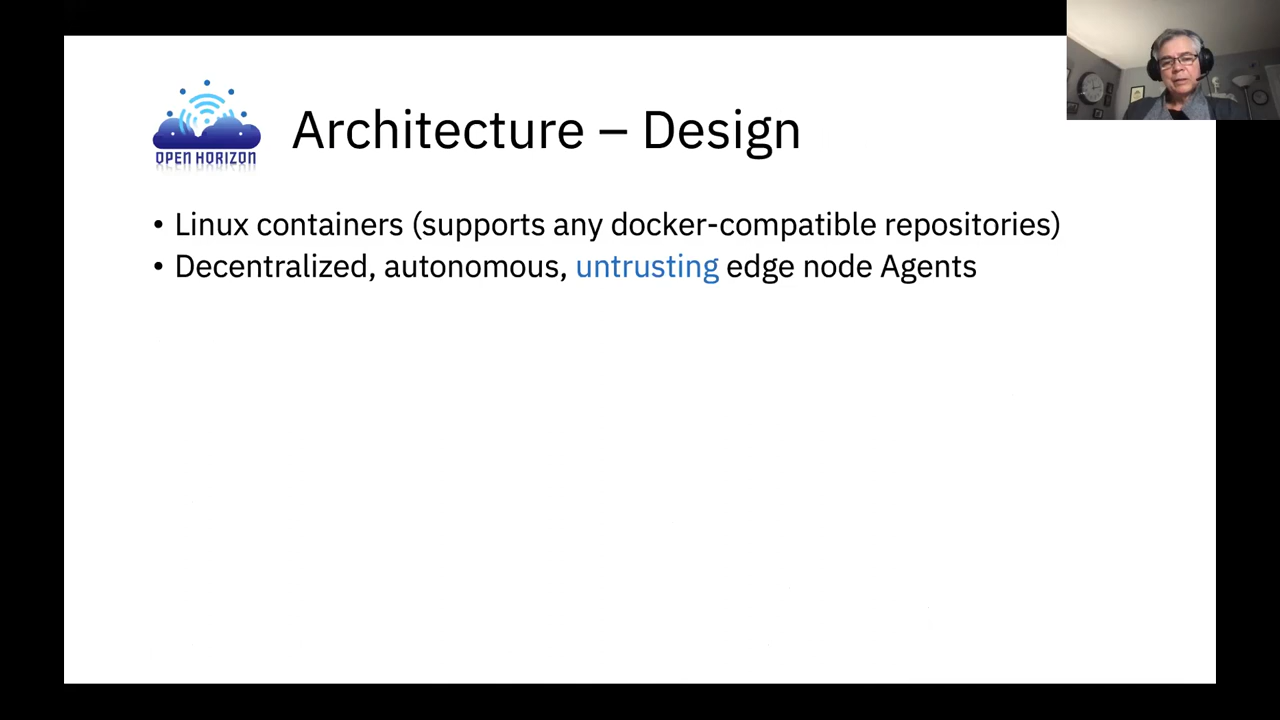 OPEN HORIZON
Architecture – Design
• Linux containers (supports any docker-compatible repositories)
• Decentralized, autonomous, untrusting edge node Agents